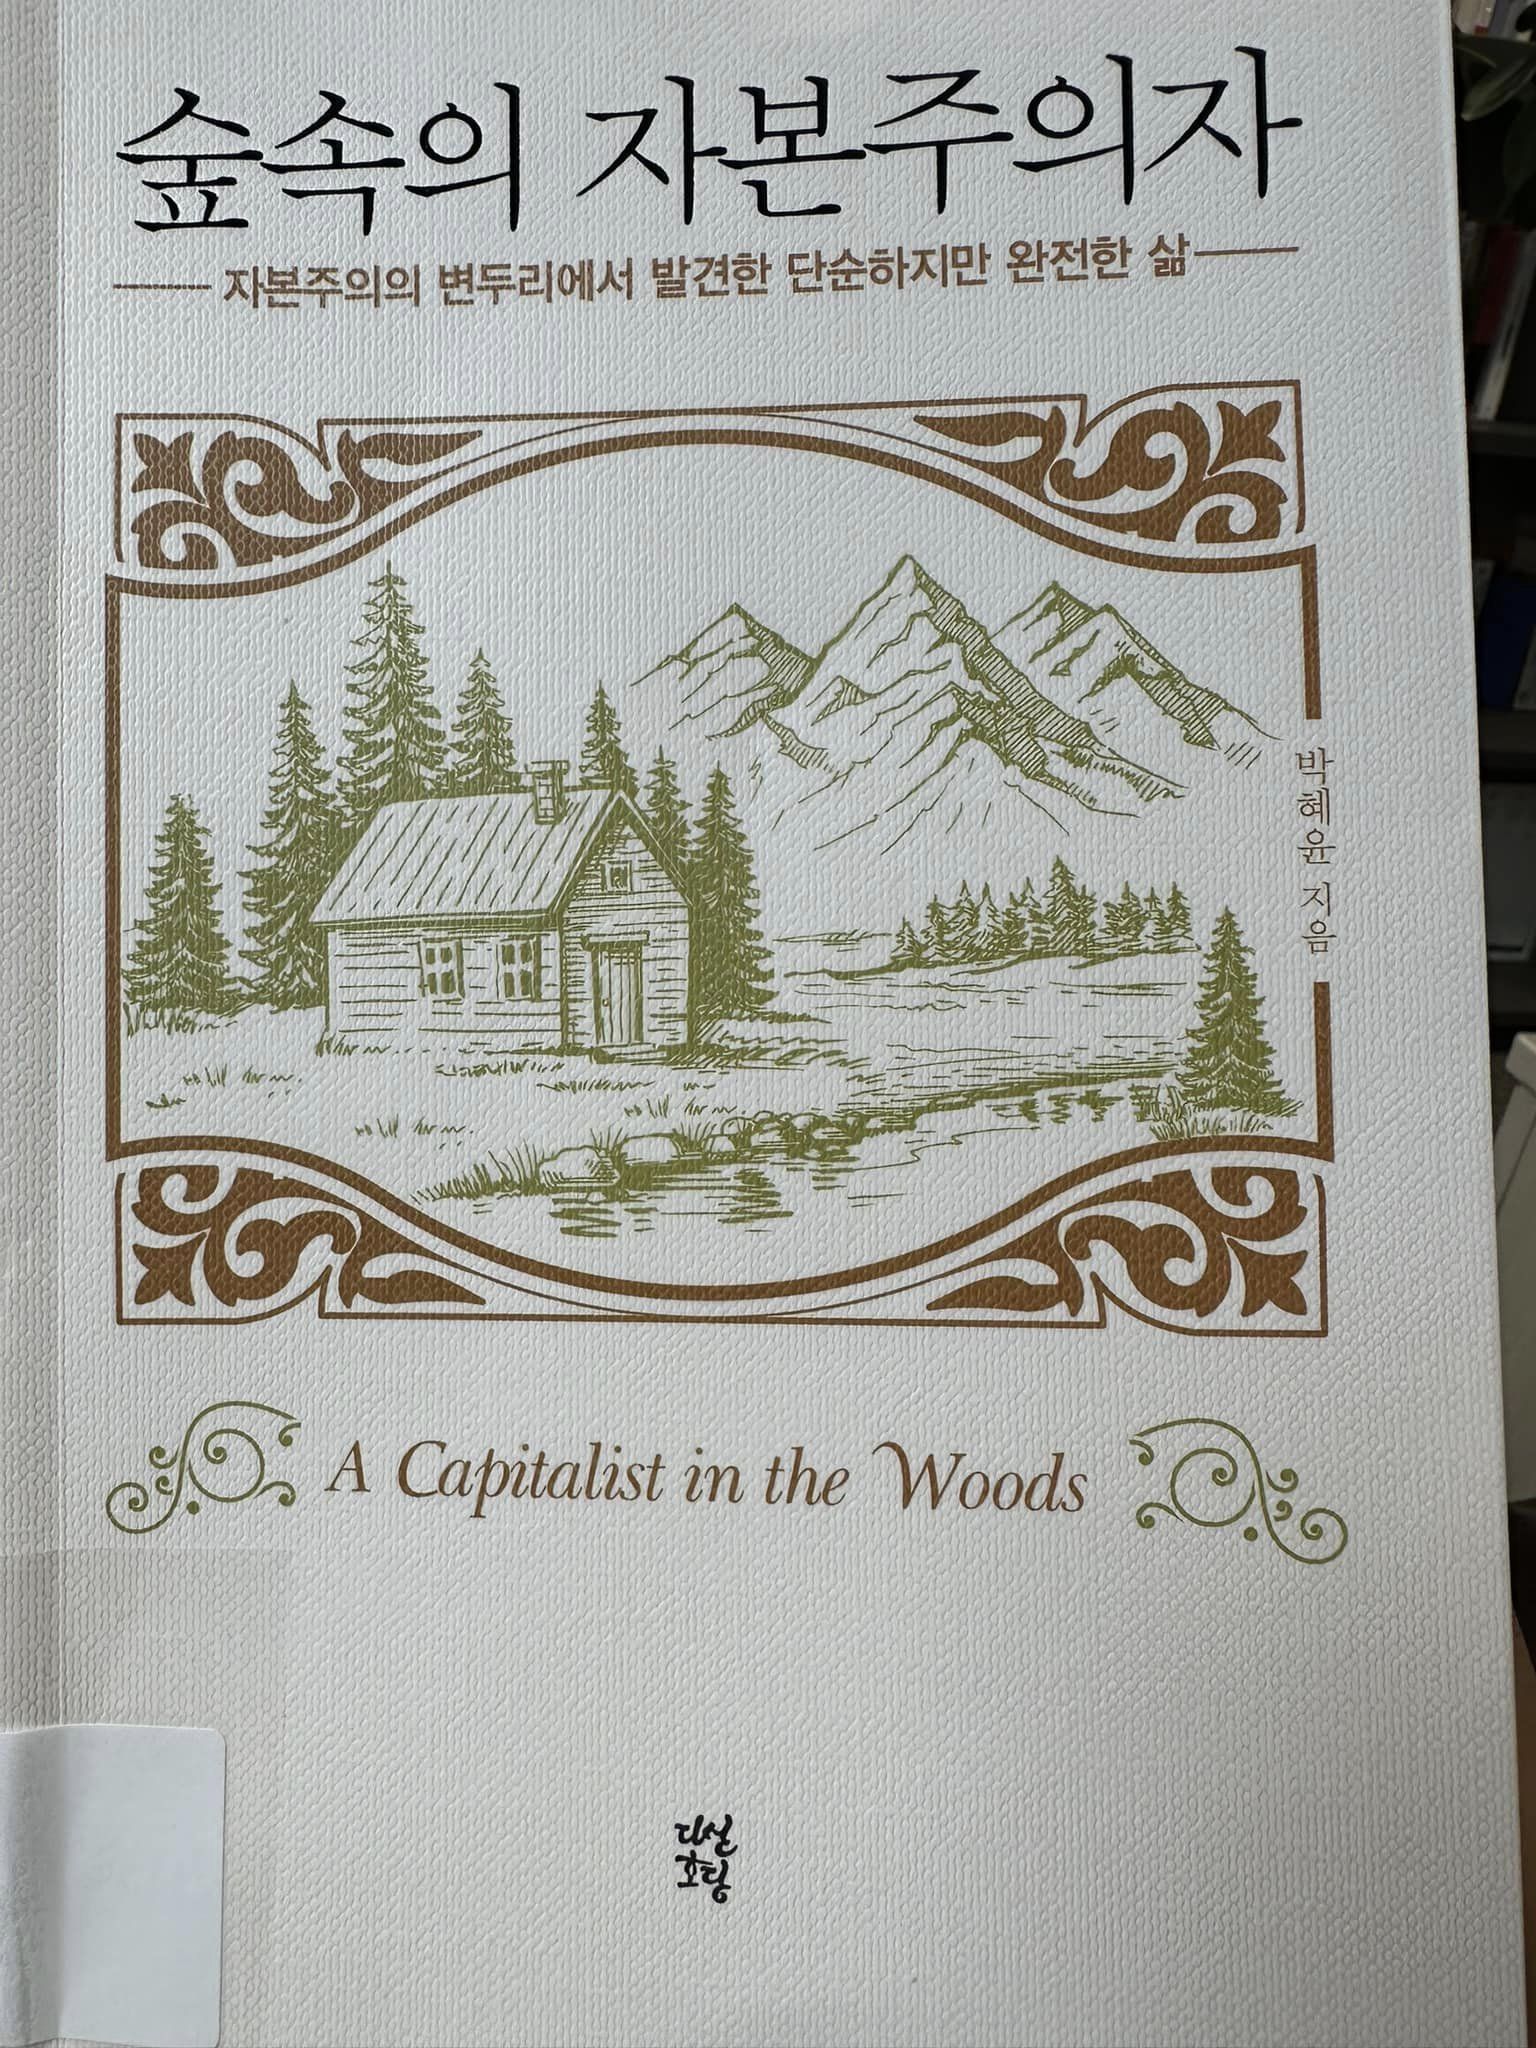 숲속의 자본주의자
자본주의의 변두리에서 발견한 단순하지만 완전한 삶
박혜윤 지음
A Capitalist in the Woods
다산
초당